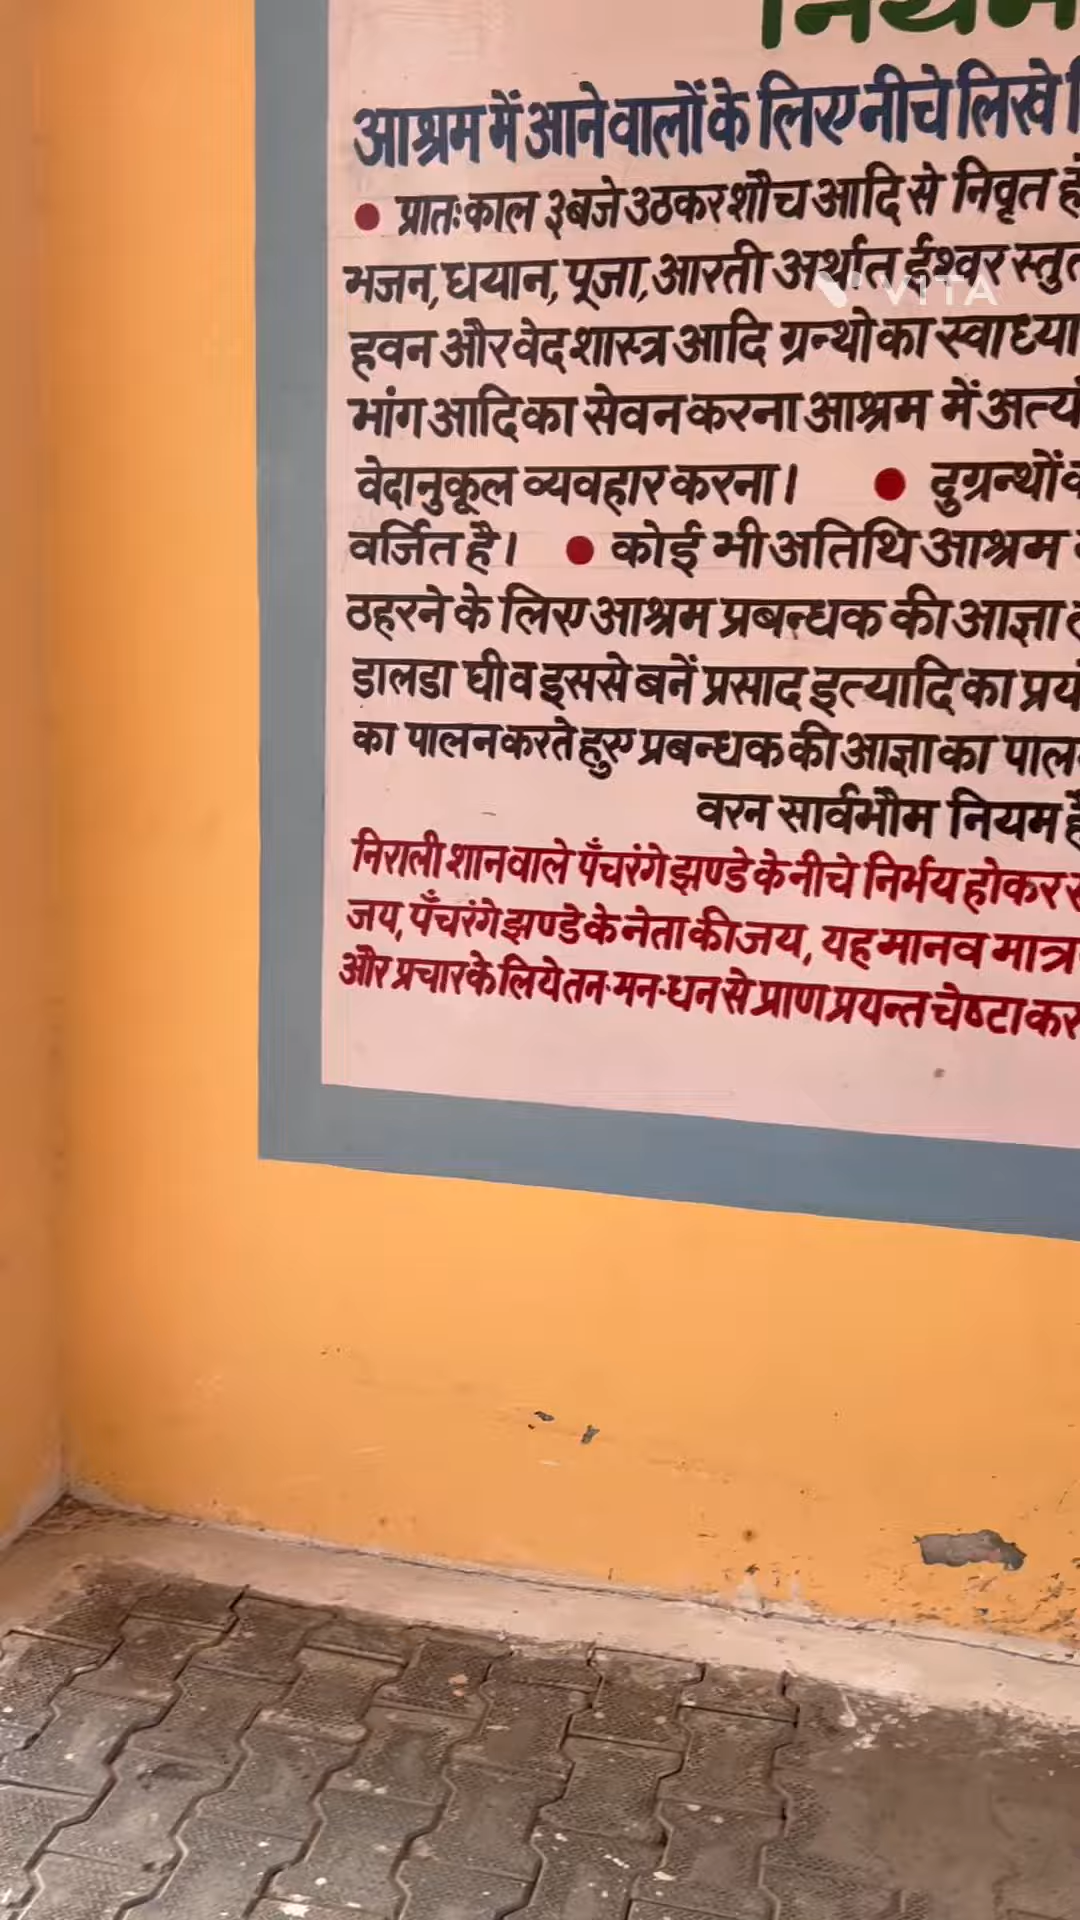 नियम
आश्रम में आने वालों के लिए नीचे लिखे
● प्रातःकाल ३ बजे उठकर शौच आदि से निवृत
भजन, धयान, पूजा, आरती अर्थात ईश्वर स्तुत
VITA
हवन और वेद शास्त्र आदि ग्रन्थो का स्वाध्या
भांग आदि का सेवन करना आश्रम में अत्यं
वेदानुकूल व्यवहार करना। ● दुग्रन्थों
वर्जित है। ● कोई भी अतिथि आश्रम
ठहरने के लिए आश्रम प्रबन्धक की आज्ञा
डालडा घी व इससे बनें प्रसाद इत्यादि का प्रय
का पालन करते हुए प्रबन्धक की आज्ञा का पाल
वरन सार्वभौम नियम है
निराली शान वाले पँचरंगे झण्डे के नीचे निर्भय होकर
जय, पँचरंगे झण्डे के नेता की जय, यह मानव मात्र
और प्रचार के लिये तन-मन-धन से प्राण प्रयन्त चेष्टा कर